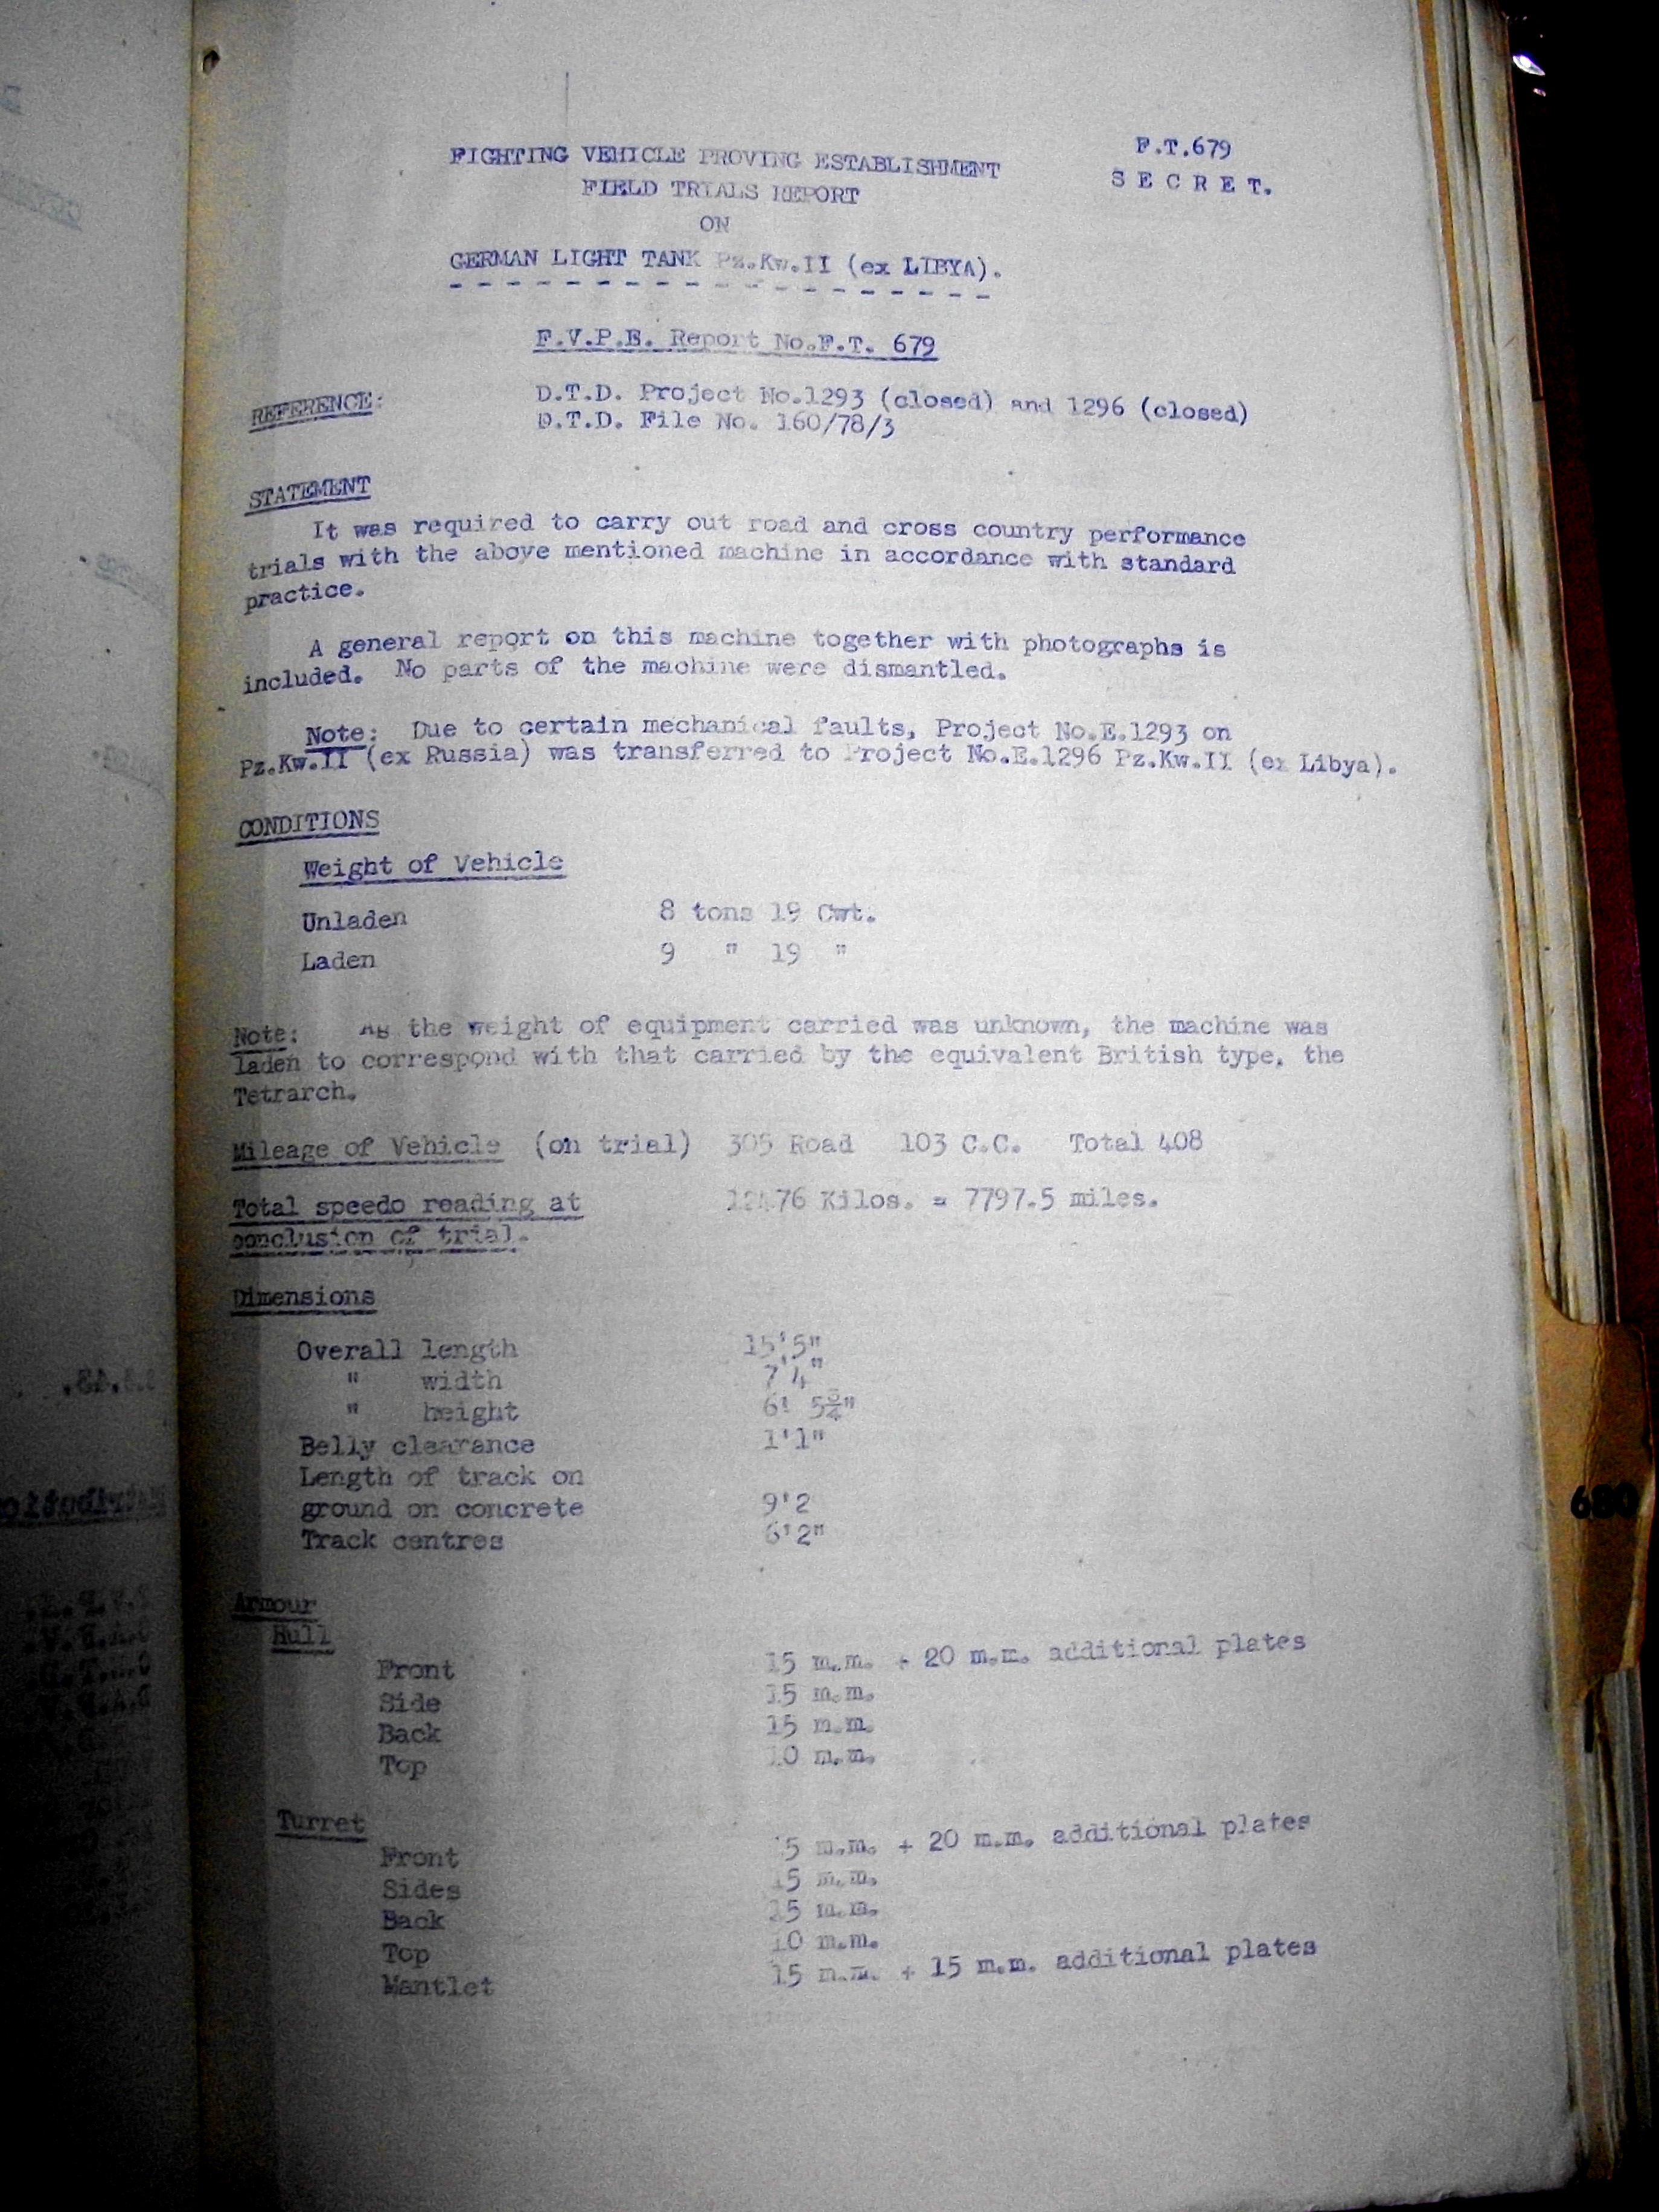 F.T.679
S E C R E T.
FIGHTING VEHICLE PROVING ESTABLISHMENT
FIELD TRIALS REPORT
ON
GERMAN LIGHT TANK Pz.Kw.II (ex LIBYA).
F.V.P.E. Report No.F.T. 679
REFERENCE: D.T.D. Project No.1293 (closed) and 1296 (closed)
D.T.D. File No. 160/78/3
STATEMENT
It was required to carry out road and cross country performance
trials with the above mentioned machine in accordance with standard
practice.
A general report on this machine together with photographs is
included. No parts of the machine were dismantled.
Note: Due to certain mechanical faults, Project No.E.1293 on
Pz.Kw.II (ex Russia) was transferred to Project No.E.1296 Pz.Kw.II (ex Libya).
CONDITIONS
Weight of Vehicle
Unladen 8 tons 19 Cwt.
Laden 9 " 19 "
Note: As the weight of equipment carried was unknown, the machine was
laden to correspond with that carried by the equivalent British type, the
Tetrarch.
Mileage of Vehicle (on trial) 305 Road 103 C.C. Total 408
Total speedo reading at Kilos. = 7797.5 miles.
conclusion of trial.
Dimensions
Overall length 15'5"
" width 7'4"
" height 6' 5¾"
Belly clearance 1'1"
Length of track on
ground on concrete 9'2
Track centres 6'2"
Armour
Hull
Front 15 m.m. + 20 m.m. additional plates
Side 15 m.m.
Back 15 m.m.
Top 10 m.m.
Turret
Front 15 m.m. + 20 m.m. additional plates
Sides 15 m.m.
Back 15 m.m.
Top 10 m.m.
Mantlet 15 m.m. + 15 m.m. additional plates
680